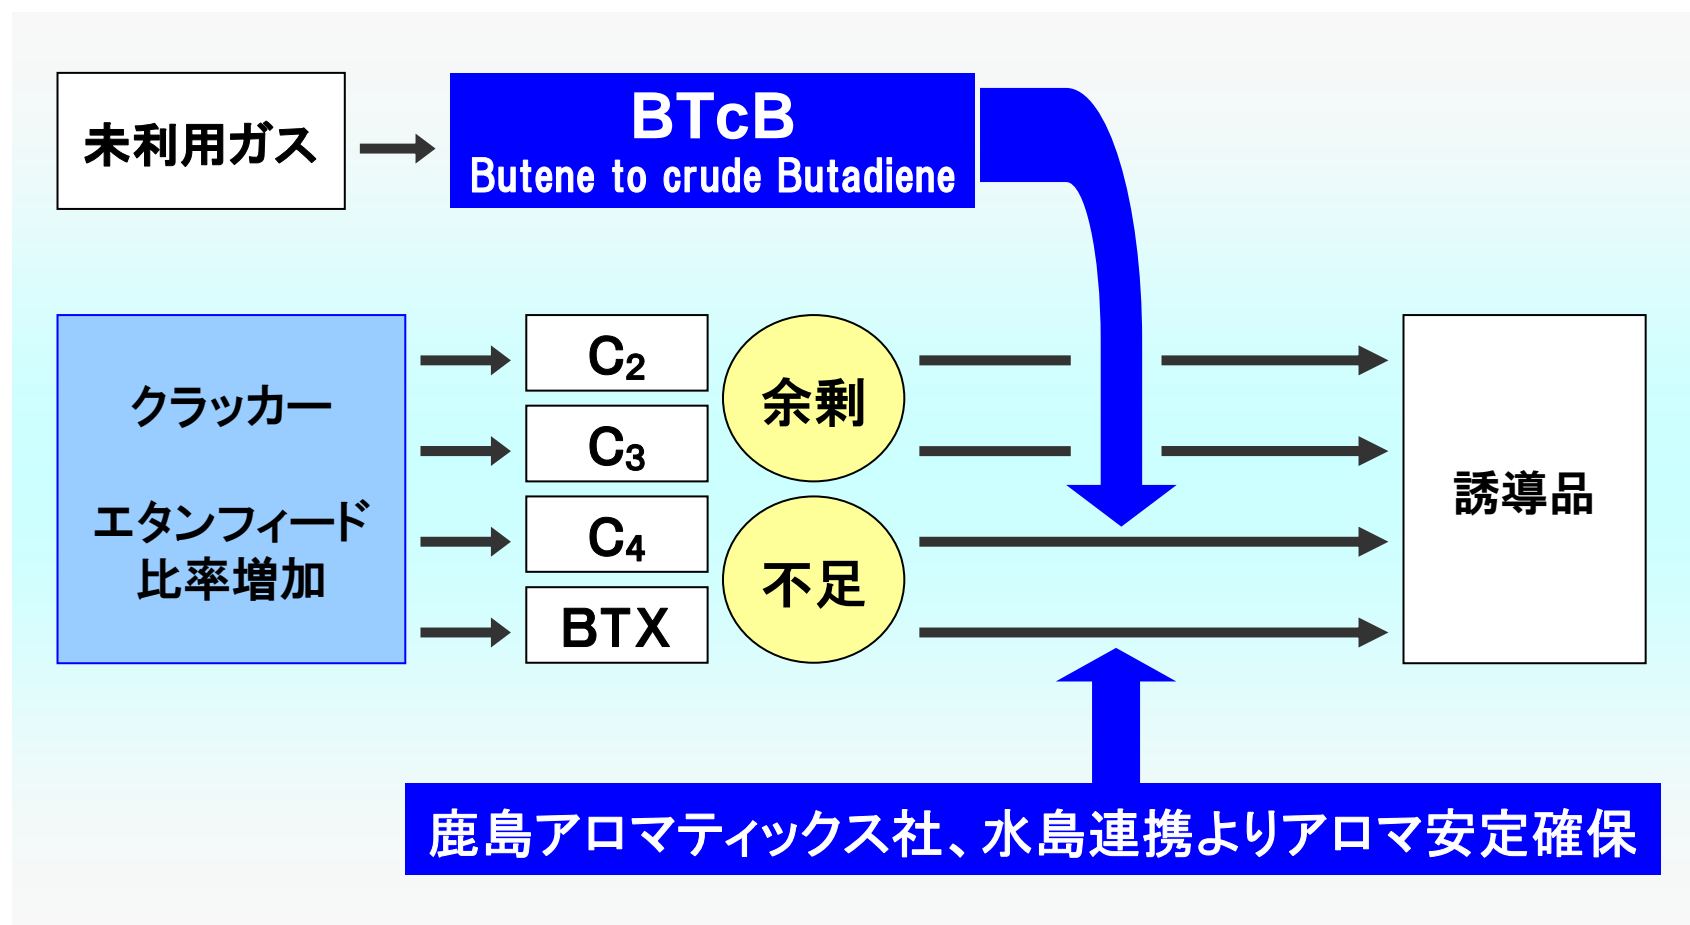 未利用ガス
BTcB
Butene to crude Butadiene
クラッカー
エタンフィード
比率増加
C₂
C₃
C₄
BTX
余剰
不足
誘導品
鹿島アロマティックス社、水島連携よりアロマ安定確保